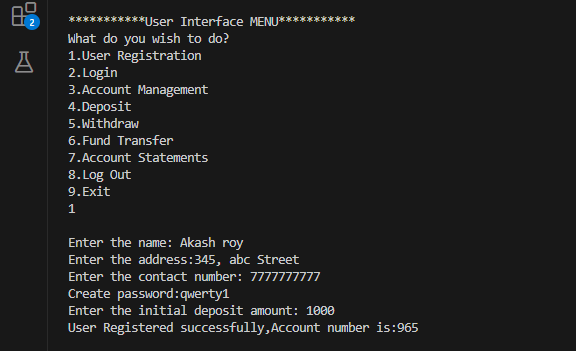 2
***********User Interface MENU***********
What do you wish to do?
1.User Registration
2.Login
3.Account Management
4.Deposit
5.Withdraw
6.Fund Transfer
7.Account Statements
8.Log Out
9.Exit
1
Enter the name: Akash roy
Enter the address:345, abc Street
Enter the contact number: 7777777777
Create password:qwerty1
Enter the initial deposit amount: 1000
User Registered successfully,Account number is:965